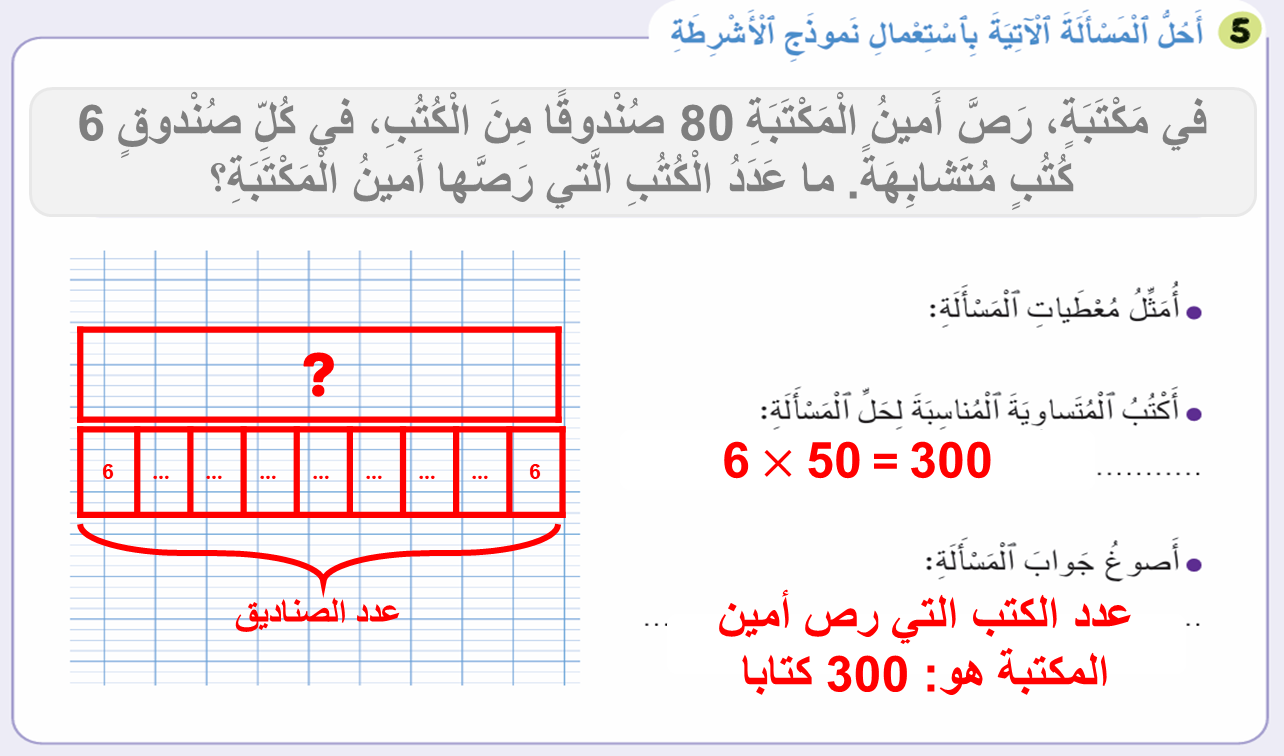 5 أَحُلُّ ٱلْمَسْأَلَةَ ٱلْآتِيَةَ بِٱسْتِعْمالِ نَموذَجِ ٱلْأَشْرِطَةِ
في مَكْتَبَةٍ، رَصَّ أَمينُ الْمَكْتَبَةِ 80 صُنْدوقًا مِنَ الْكُتُبِ، في كُلِّ صُنْدوقٍ 6
كُتُبٍ مُتَشابِهَةً. ما عَدَدُ الْكُتُبِ الَّتي رَصَّها أَمينُ الْمَكْتَبَةِ؟
أُمَثِّلُ مُعْطَياتِ ٱلْمَسْأَلَةِ:
?
6 ... ... ... ... ... ... ... 6
عدد الصناديق
أَكْتُبُ ٱلْمُتَساوِيَةَ ٱلْمُناسِبَةَ لِحَلِّ ٱلْمَسْأَلَةِ:
........... 6 × 50 = 300
أَصوغُ جَوابَ ٱلْمَسْأَلَةِ:
.. عدد الكتب التي رص أمين ...
المكتبة هو: 300 كتابا